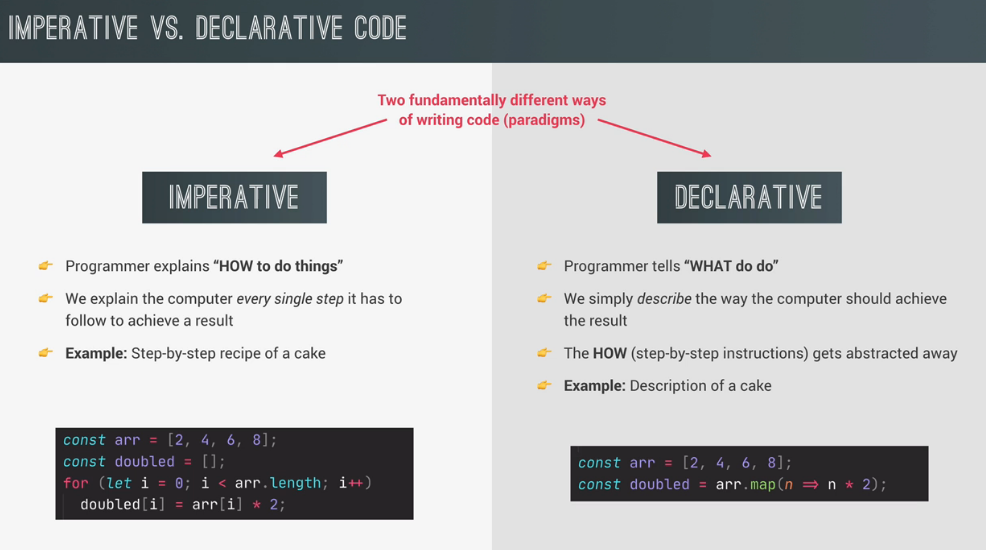 IMPERATIVE VS. DECLARATIVE CODE
Two fundamentally different ways
of writing code (paradigms)
IMPERATIVE
👉 Programmer explains “HOW to do things”
👉 We explain the computer every single step it has to
follow to achieve a result
👉 Example: Step-by-step recipe of a cake
const arr = [2, 4, 6, 8];
const doubled = [];
for (let i = 0; i < arr.length; i++)
  doubled[i] = arr[i] * 2;
DECLARATIVE
👉 Programmer tells “WHAT do do”
👉 We simply describe the way the computer should achieve
the result
👉 The HOW (step-by-step instructions) gets abstracted away
👉 Example: Description of a cake
const arr = [2, 4, 6, 8];
const doubled = arr.map(n => n * 2);